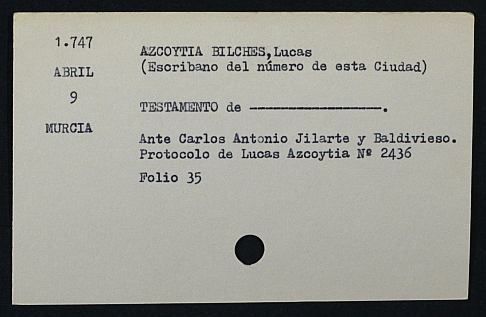 1.747
ABRIL
9
MURCIA
AZCOYTIA BILCHES,Lucas
(Escribano del número de esta Ciudad)
TESTAMENTO de -----------------.
Ante Carlos Antonio Jilarte y Baldivieso.
Protocolo de Lucas Azcoytia Nº 2436
Folio 35